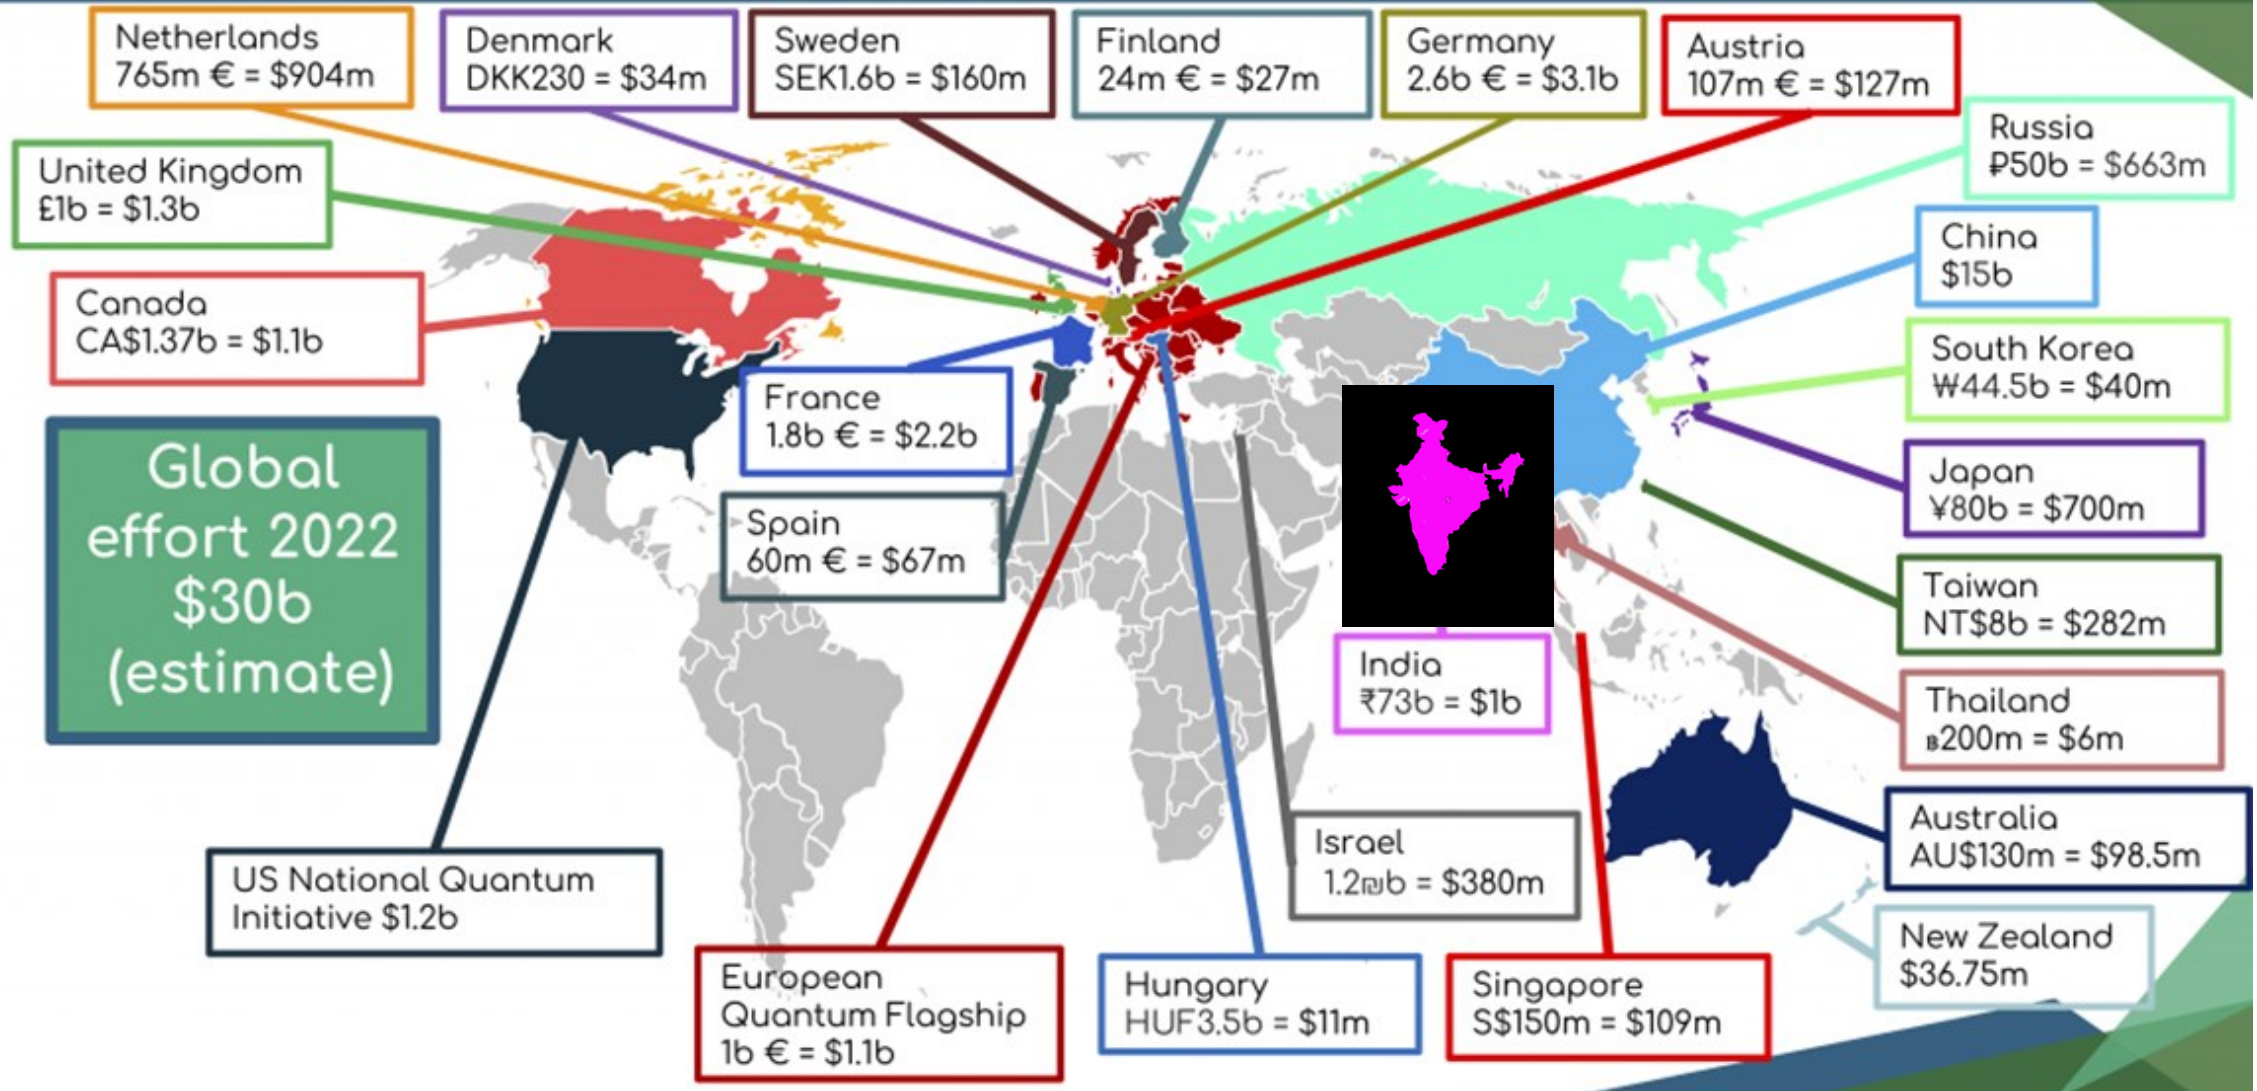 Netherlands
765m € = $904m
Denmark
DKK230 = $34m
Sweden
SEK1.6b = $160m
Finland
24m € = $27m
Germany
2.6b € = $3.1b
Austria
107m € = $127m
Russia
₽50b = $663m
United Kingdom
£1b = $1.3b
China
$15b
Canada
CA$1.37b = $1.1b
South Korea
₩44.5b = $40m
France
1.8b € = $2.2b
Global
effort 2022
$30b
(estimate)
Japan
¥80b = $700m
Spain
60m € = $67m
Taiwan
NT$8b = $282m
India
₹73b = $1b
Thailand
฿200m = $6m
Australia
AU$130m = $98.5m
Israel
1.2₪b = $380m
US National Quantum
Initiative $1.2b
New Zealand
$36.75m
European
Quantum Flagship
1b € = $1.1b
Hungary
HUF3.5b = $11m
Singapore
S$150m = $109m